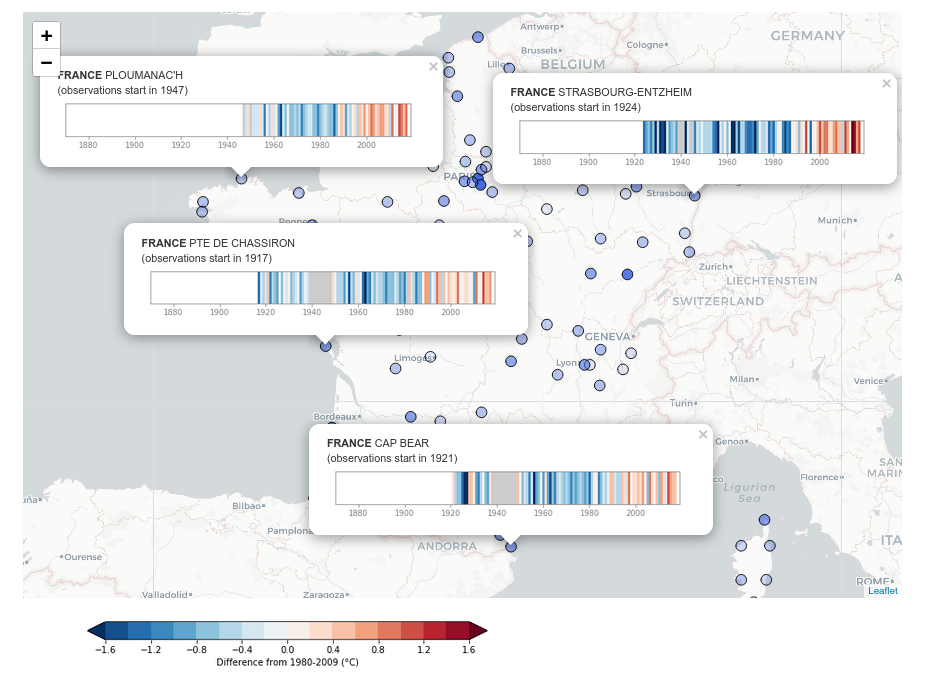 +
−
Antwerp
GERMANY
Brussels
Cologne
Lille
BELGIUM
×
FRANCE PLOUMANAC'H
(observations start in 1947)
1880 1900 1920 1940 1960 1980 2000
×
FRANCE STRASBOURG-ENTZHEIM
(observations start in 1924)
1880 1900 1920 1940 1960 1980 2000
Strasbourg
Munich
×
FRANCE PTE DE CHASSIRON
(observations start in 1917)
1880 1900 1920 1940 1960 1980 2000
Zurich
LIECHTENSTEIN
SWITZERLAND
GENEVA
Limoges
Lyon
Milan
Venice
Turin
Bordeaux
×
FRANCE CAP BEAR
(observations start in 1921)
1880 1900 1920 1940 1960 1980 2000
Genoa
Florence
Ligurian
Sea
SAN
MARIN
Bilbao
Pamplona
ANDORRA
ITA
Ourense
Valladolid
Zaragoza
ROME
Leaflet
−1.6 −1.2 −0.8 −0.4 0.0 0.4 0.8 1.2 1.6
Difference from 1980-2009 (°C)